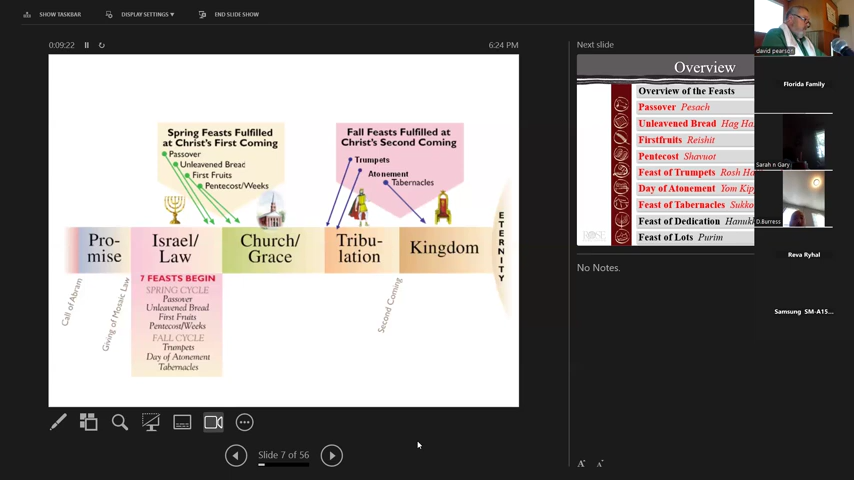 SHOW TASKBAR
DISPLAY SETTINGS ▾
END SLIDE SHOW
0:09:22
6:24 PM
Spring Feasts Fulfilled
at Christ's First Coming
Passover
Unleavened Bread
First Fruits
Pentecost/Weeks
Fall Feasts Fulfilled at
Christ's Second Coming
Trumpets
Atonement
Tabernacles
Pro-
mise
Israel/
Law
Church/
Grace
Tribu-
lation
Kingdom
ETERNITY
Call of Abram
Giving of Mosaic Law
Second Coming
7 FEASTS BEGIN
SPRING CYCLE
Passover
Unleavened Bread
First Fruits
Pentecost/Weeks
FALL CYCLE
Trumpets
Day of Atonement
Tabernacles
Slide 7 of 56
Next slide
Overview
Overview of the Feasts
Passover Pesach
Unleavened Bread Hag Ha
Firstfruits Reishit
Pentecost Shavuot
Feast of Trumpets Rosh Ha
Day of Atonement Yom Kip
Feast of Tabernacles Sukko
Feast of Dedication Hanuk
Feast of Lots Purim
No Notes.
A A
david pearson
Florida Family
Sarah n Gary
D.Burress
Reva Ryhal
Samsung SM-A15...